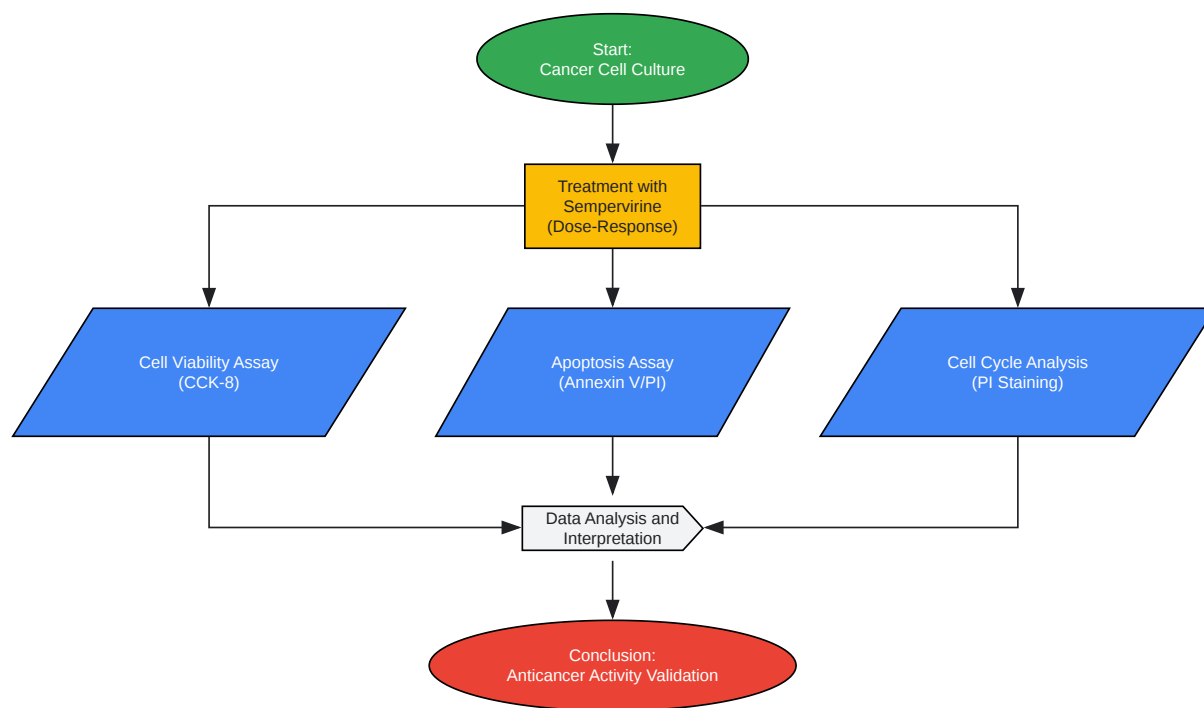 Start:
Cancer Cell Culture
Treatment with
Sempervirine
(Dose-Response)
Cell Viability Assay
(CCK-8)
Apoptosis Assay
(Annexin V/PI)
Cell Cycle Analysis
(PI Staining)
Data Analysis and
Interpretation
Conclusion:
Anticancer Activity Validation